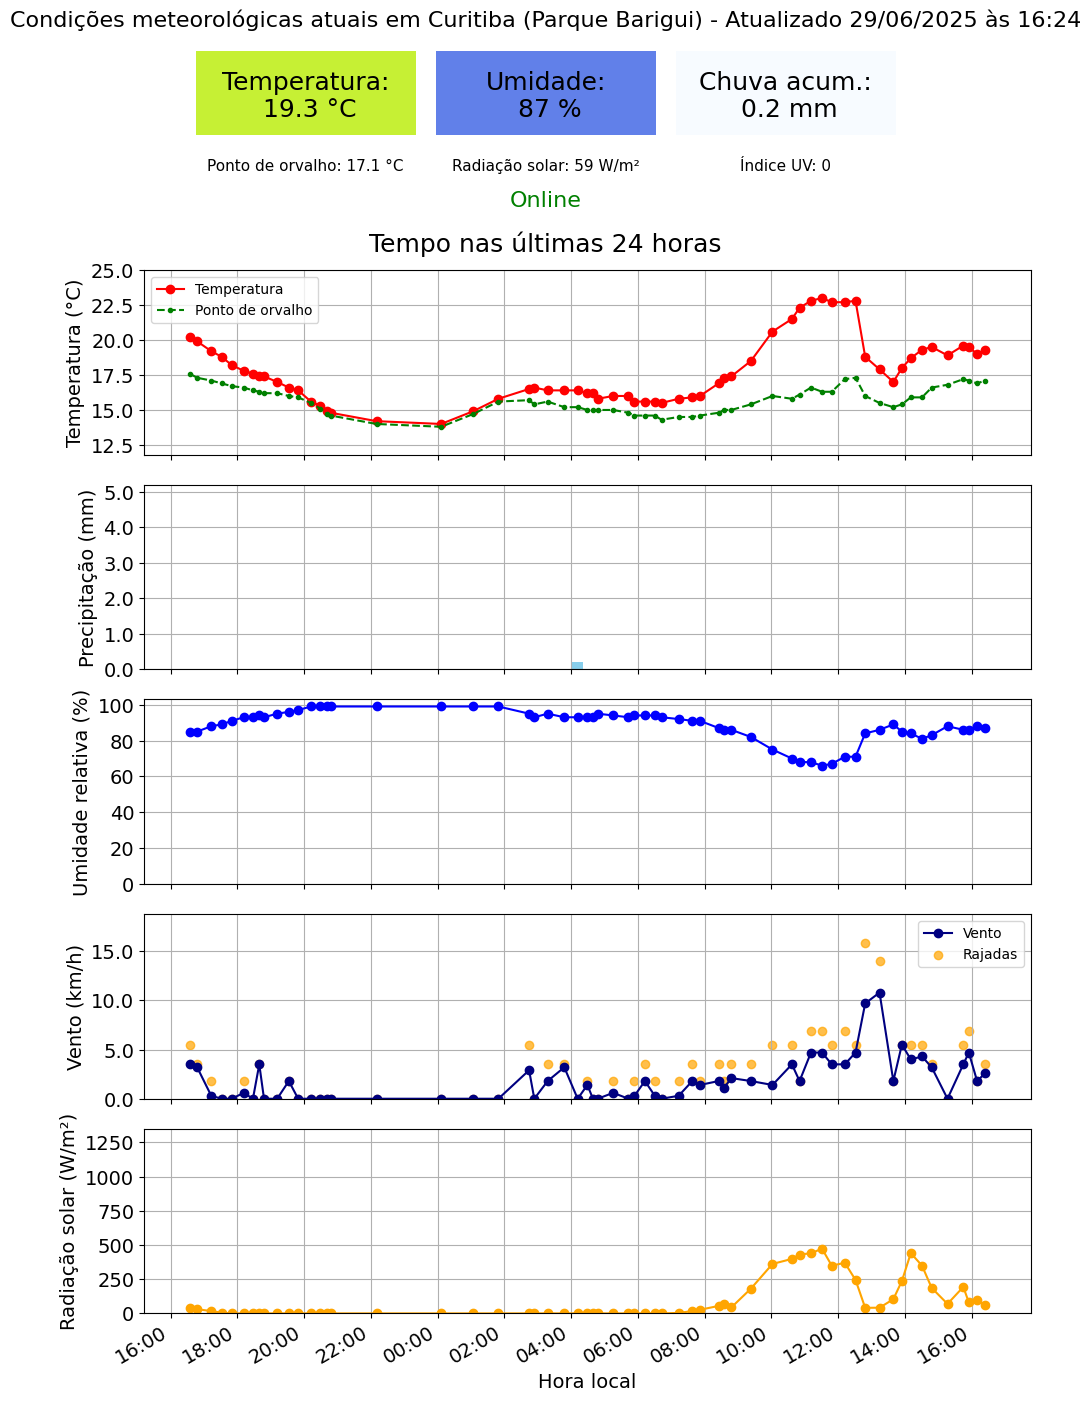 Condições meteorológicas atuais em Curitiba (Parque Barigui) - Atualizado 29/06/2025 às 16:24
Temperatura:
19.3 °C
Umidade:
87 %
Chuva acum.:
0.2 mm
Ponto de orvalho: 17.1 °C
Radiação solar: 59 W/m²
Índice UV: 0
Online
Tempo nas últimas 24 horas
Temperatura (°C)
25.0
22.5
20.0
17.5
15.0
12.5
Temperatura
Ponto de orvalho
Precipitação (mm)
5.0
4.0
3.0
2.0
1.0
0.0
Umidade relativa (%)
100
80
60
40
20
0
Vento (km/h)
15.0
10.0
5.0
0.0
Vento
Rajadas
Radiação solar (W/m²)
1250
1000
750
500
250
0
16:00
18:00
20:00
22:00
00:00
02:00
04:00
06:00
08:00
10:00
12:00
14:00
16:00
Hora local